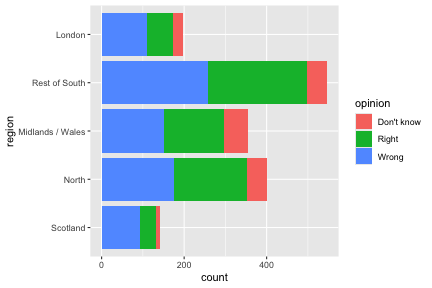 London
Rest of South
Midlands / Wales
North
Scotland
region
0
200
400
count
opinion
Don't know
Right
Wrong